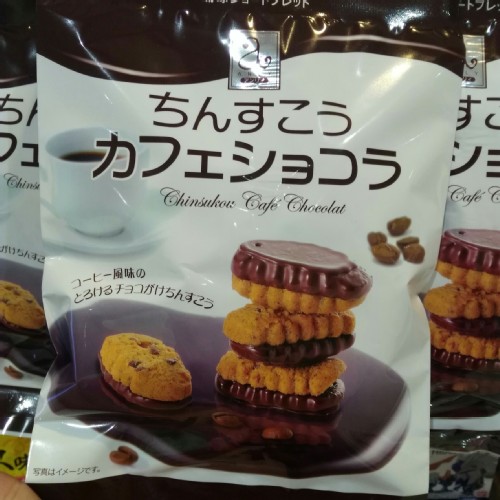 ちんすこう
カフェショコラ
Chinsukou Café Chocolat
コーヒー風味の
とろけるチョコがけちんすこう
写真はイメージです。